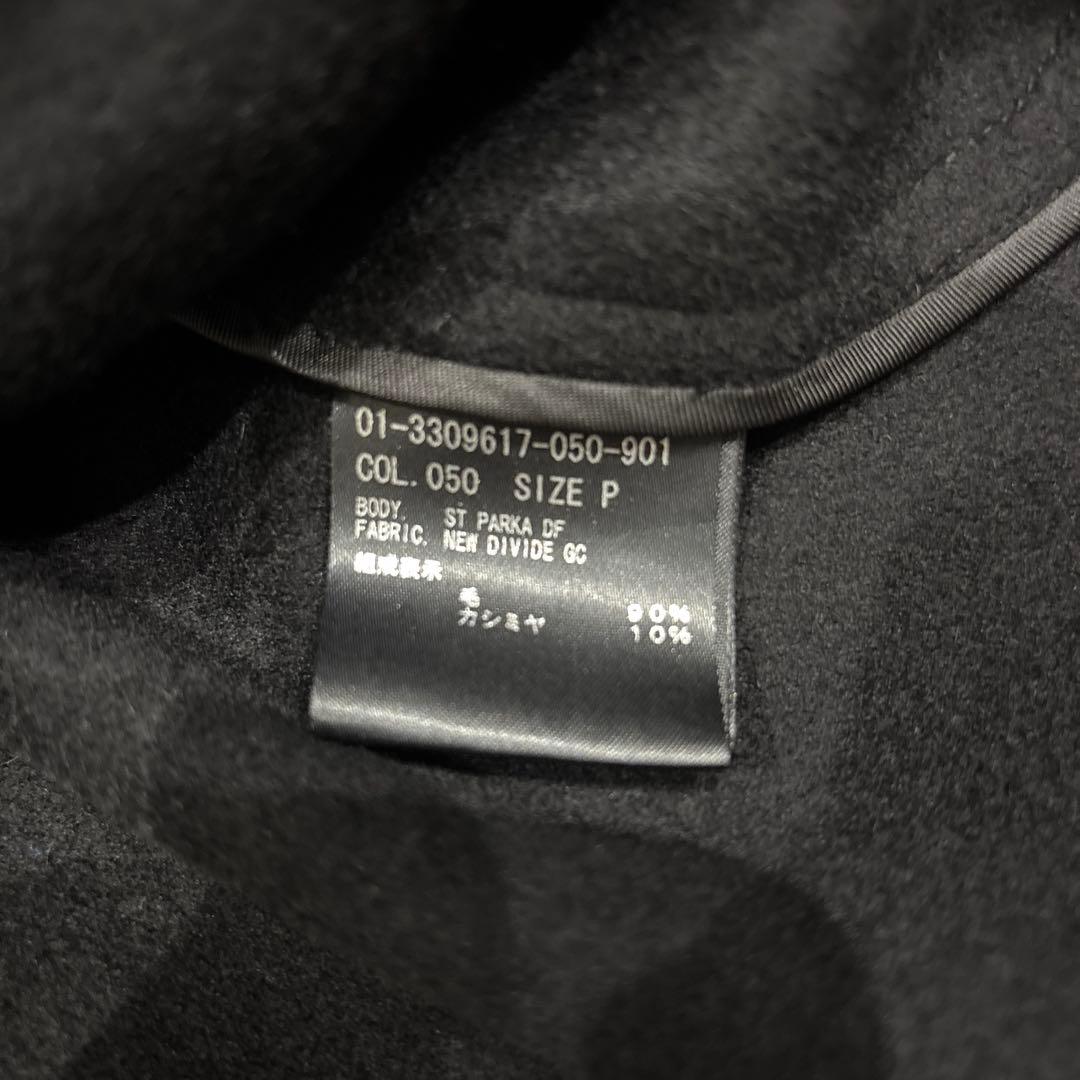 01-3309617-050-901
COL. 050 SIZE P
BODY. ST PARKA DF
FABRIC. NEW DIVIDE GC
組成表示
毛 90%
カシミヤ 10%